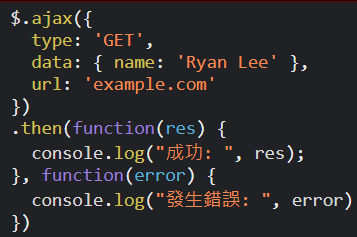 $.ajax({
  type: 'GET',
  data: { name: 'Ryan Lee' },
  url: 'example.com'
})
.then(function(res) {
  console.log("成功: ", res);
}, function(error) {
  console.log("發生錯誤: ", error)
})